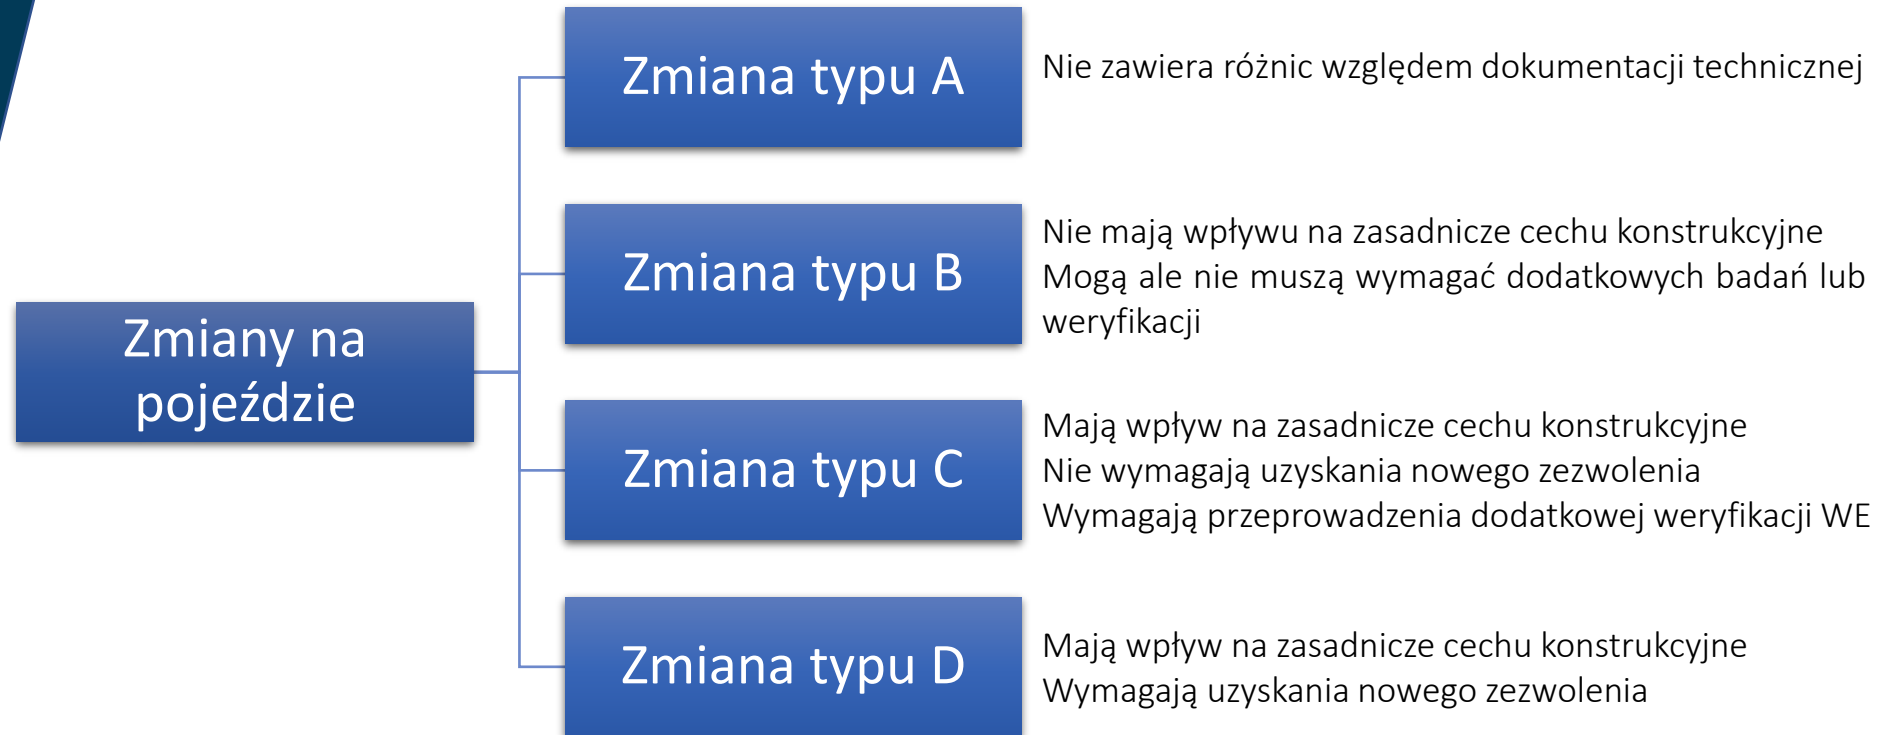 Zmiany na
pojeździe
Zmiana typu A
Nie zawiera różnic względem dokumentacji technicznej
Zmiana typu B
Nie mają wpływu na zasadnicze cechu konstrukcyjne
Mogą ale nie muszą wymagać dodatkowych badań lub
weryfikacji
Zmiana typu C
Mają wpływ na zasadnicze cechu konstrukcyjne
Nie wymagają uzyskania nowego zezwolenia
Wymagają przeprowadzenia dodatkowej weryfikacji WE
Zmiana typu D
Mają wpływ na zasadnicze cechu konstrukcyjne
Wymagają uzyskania nowego zezwolenia